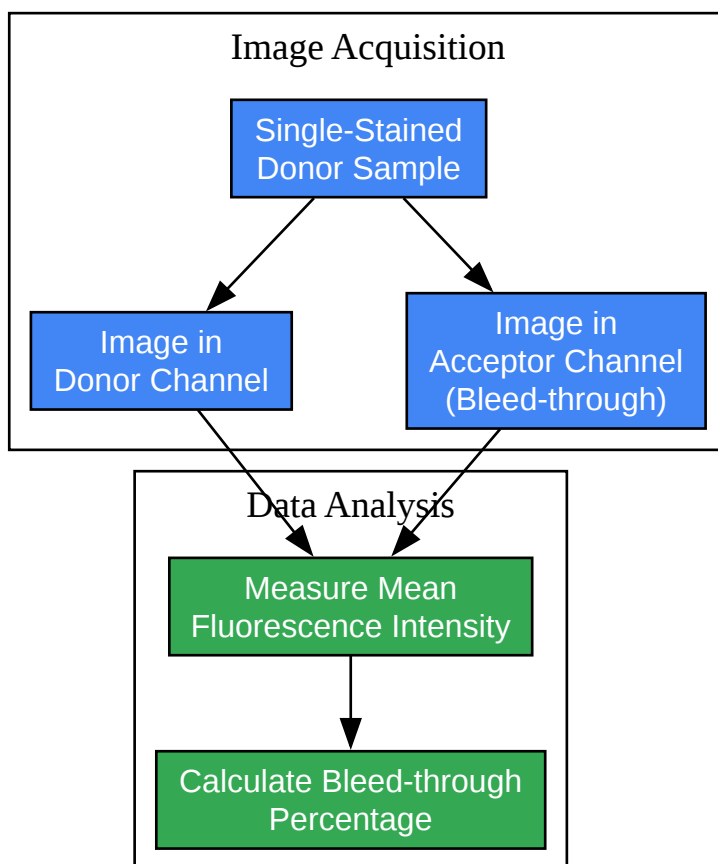 Image Acquisition
Single-Stained
Donor Sample
Image in
Donor Channel
Image in
Acceptor Channel
(Bleed-through)
Data Analysis
Measure Mean
Fluorescence Intensity
Calculate Bleed-through
Percentage